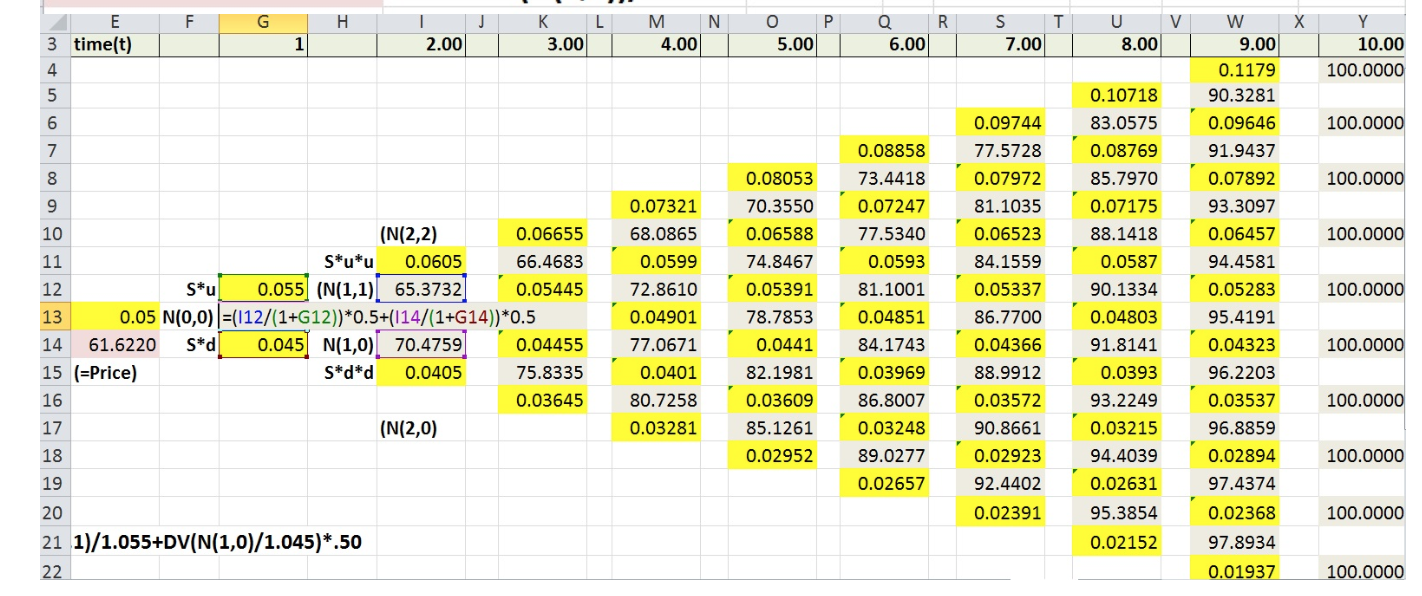 E F G H I J K L M N O P Q R S T U V W X Y
3 time(t) 1 2.00 3.00 4.00 5.00 6.00 7.00 8.00 9.00 10.00
4 0.1179 100.0000
5 0.10718 90.3281
6 0.09744 83.0575 0.09646 100.0000
7 0.08858 77.5728 0.08769 91.9437
8 0.08053 73.4418 0.07972 85.7970 0.07892 100.0000
9 0.07321 70.3550 0.07247 81.1035 0.07175 93.3097
10 (N(2,2) 0.06655 68.0865 0.06588 77.5340 0.06523 88.1418 0.06457 100.0000
11 S*u*u 0.0605 66.4683 0.0599 74.8467 0.0593 84.1559 0.0587 94.4581
12 S*u 0.055 (N(1,1) 65.3732 0.05445 72.8610 0.05391 81.1001 0.05337 90.1334 0.05283 100.0000
13 0.05 N(0,0) =(I12/(1+G12))*0.5+(I14/(1+G14))*0.5 0.04901 78.7853 0.04851 86.7700 0.04803 95.4191
14 61.6220 S*d 0.045 N(1,0) 70.4759 0.04455 77.0671 0.0441 84.1743 0.04366 91.8141 0.04323 100.0000
15 (=Price) S*d*d 0.0405 75.8335 0.0401 82.1981 0.03969 88.9912 0.0393 96.2203
16 0.03645 80.7258 0.03609 86.8007 0.03572 93.2249 0.03537 100.0000
17 (N(2,0) 0.03281 85.1261 0.03248 90.8661 0.03215 96.8859
18 0.02952 89.0277 0.02923 94.4039 0.02894 100.0000
19 0.02657 92.4402 0.02631 97.4374
20 0.02391 95.3854 0.02368 100.0000
21 1)/1.055+DV(N(1,0)/1.045)*.50 0.02152 97.8934
22 0.01937 100.0000